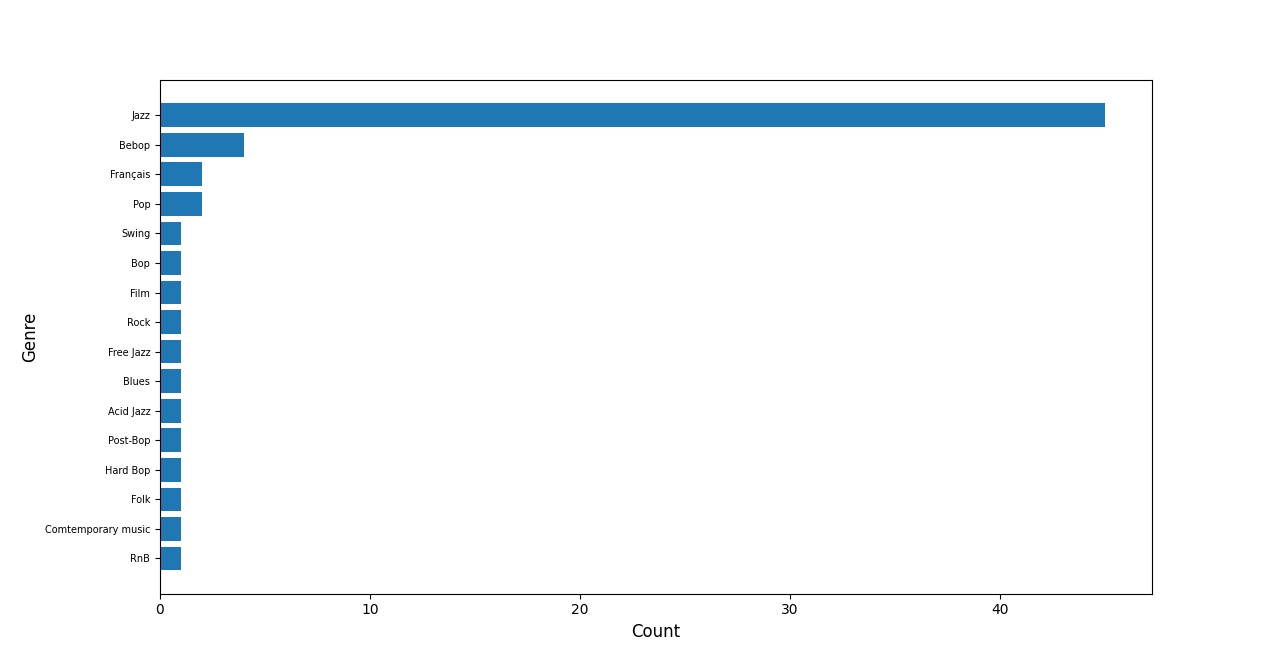 Jazz
Bebop
Français
Pop
Swing
Bop
Film
Rock
Free Jazz
Blues
Acid Jazz
Post-Bop
Hard Bop
Folk
Comtemporary music
RnB
Genre
0 10 20 30 40
Count